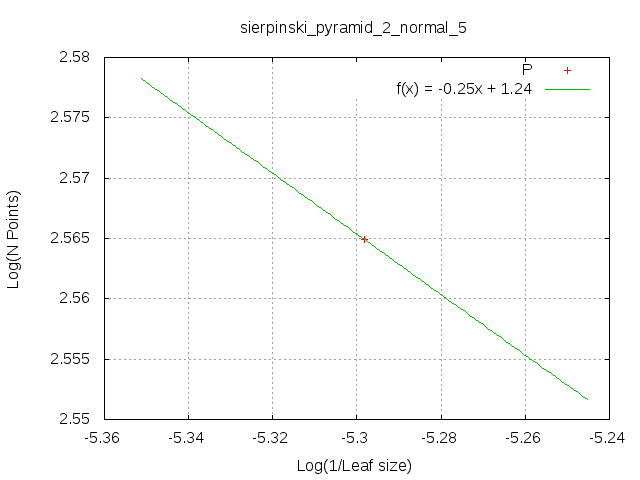 sierpinski_pyramid_2_normal_5
P
f(x) = -0.25x + 1.24
2.58
2.575
2.57
2.565
2.56
2.555
2.55
Log(N Points)
-5.36
-5.34
-5.32
-5.3
-5.28
-5.26
-5.24
Log(1/Leaf size)